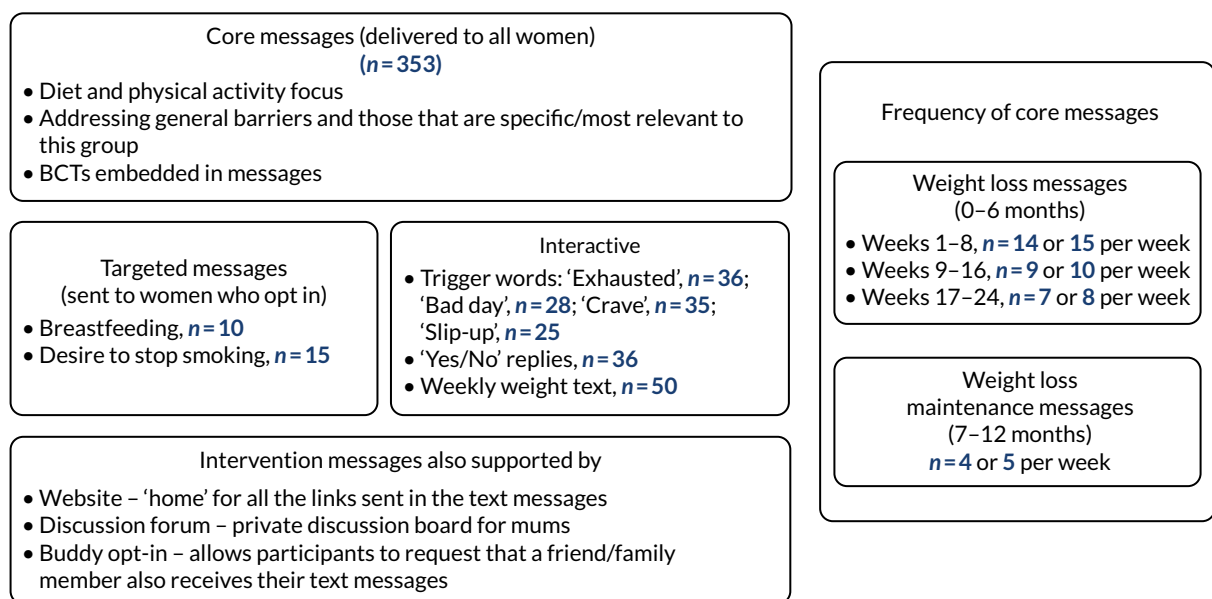 Core messages (delivered to all women)
(n = 353)
• Diet and physical activity focus
• Addressing general barriers and those that are specific/most relevant to
this group
• BCTs embedded in messages
Targeted messages
(sent to women who opt in)
• Breastfeeding, n = 10
• Desire to stop smoking, n = 15
Interactive
• Trigger words: ‘Exhausted’, n = 36;
‘Bad day’, n = 28; ‘Crave’, n = 35;
‘Slip-up’, n = 25
• ‘Yes/No’ replies, n = 36
• Weekly weight text, n = 50
Intervention messages also supported by
• Website – ‘home’ for all the links sent in the text messages
• Discussion forum – private discussion board for mums
• Buddy opt-in – allows participants to request that a friend/family
member also receives their text messages
Frequency of core messages
Weight loss messages
(0–6 months)
• Weeks 1–8, n = 14 or 15 per week
• Weeks 9–16, n = 9 or 10 per week
• Weeks 17–24, n = 7 or 8 per week
Weight loss
maintenance messages
(7–12 months)
n = 4 or 5 per week